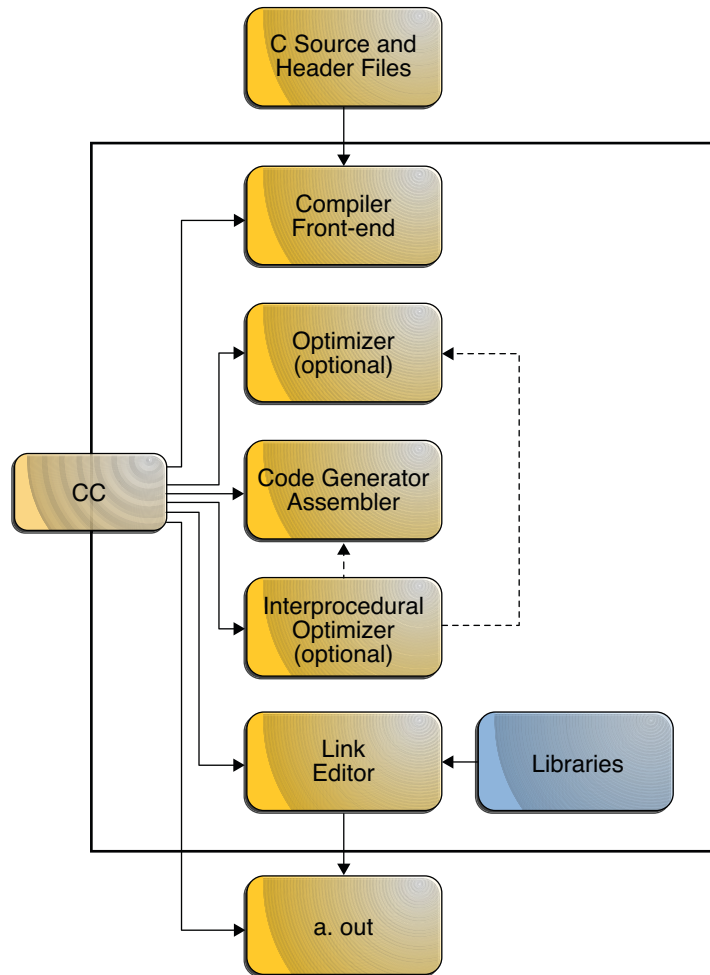 C Source and
Header Files
Compiler
Front-end
Optimizer
(optional)
CC
Code Generator
Assembler
Interprocedural
Optimizer
(optional)
Link
Editor
Libraries
a. out